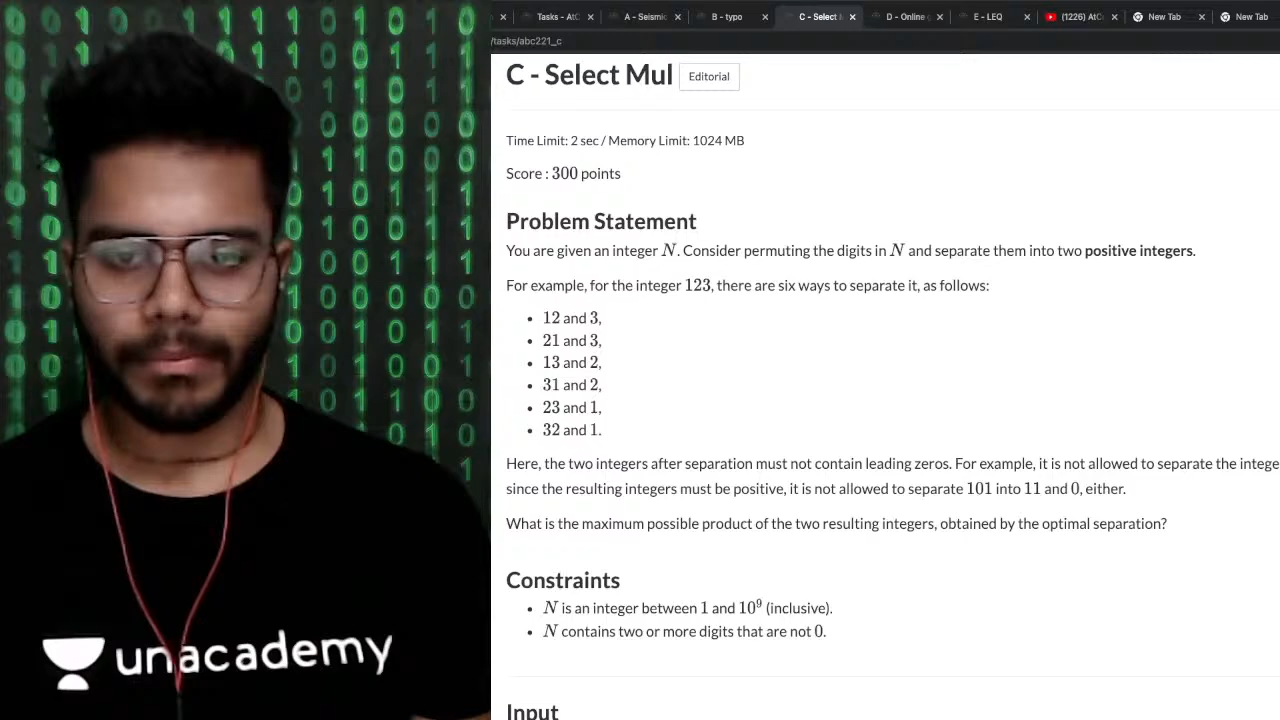 Tasks - AtC
A - Seismic
B - typo
C - Select
D - Online
E - LEQ
(1226) AtC
New Tab
New Tab
/tasks/abc221_c
C - Select Mul
Editorial
Time Limit: 2 sec / Memory Limit: 1024 MB
Score : 300 points
Problem Statement
You are given an integer N. Consider permuting the digits in N and separate them into two positive integers.
For example, for the integer 123, there are six ways to separate it, as follows:
• 12 and 3,
• 21 and 3,
• 13 and 2,
• 31 and 2,
• 23 and 1,
• 32 and 1.
Here, the two integers after separation must not contain leading zeros. For example, it is not allowed to separate the intege
since the resulting integers must be positive, it is not allowed to separate 101 into 11 and 0, either.
What is the maximum possible product of the two resulting integers, obtained by the optimal separation?
Constraints
• N is an integer between 1 and 10⁹ (inclusive).
• N contains two or more digits that are not 0.
Input
unacademy